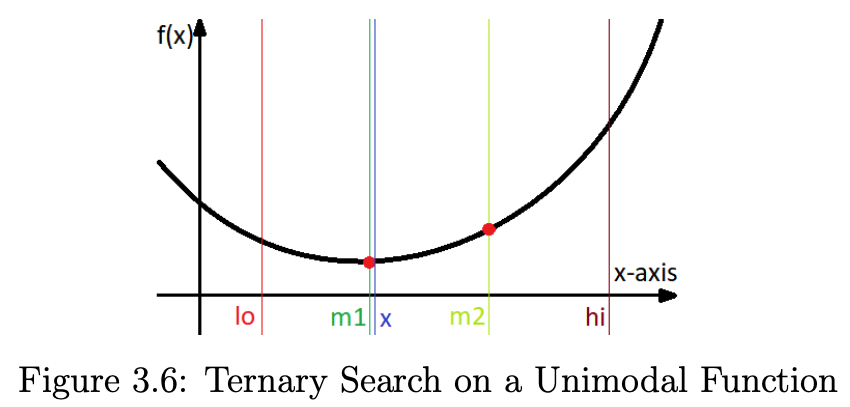 f(x)
x-axis
lo m1 x m2 hi
Figure 3.6: Ternary Search on a Unimodal Function